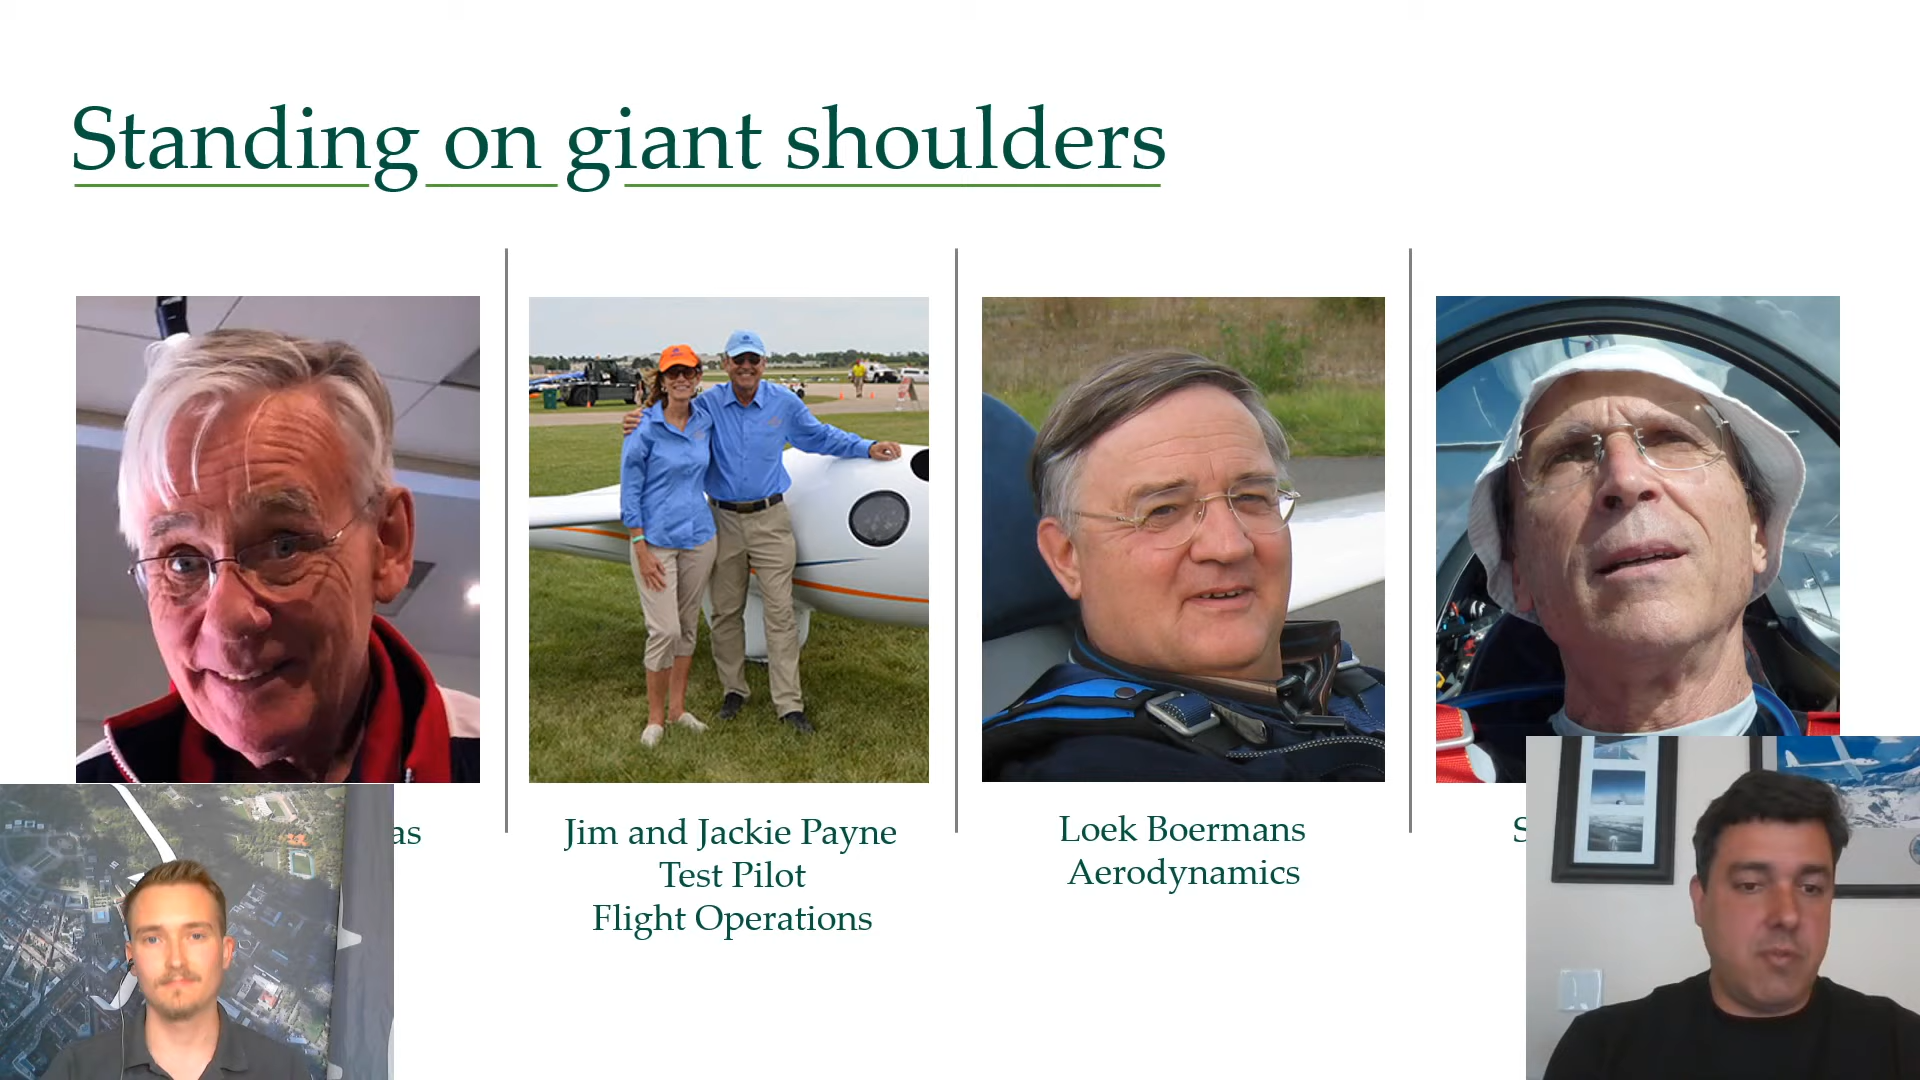 Standing on giant shoulders
as
Jim and Jackie Payne
Test Pilot
Flight Operations
Loek Boermans
Aerodynamics
S